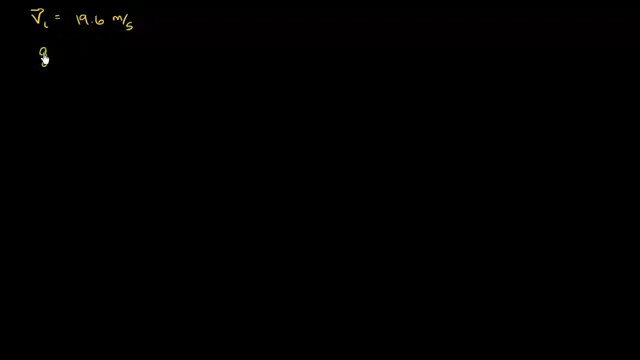 v⃗ᵢ = 19.6 m/s
g